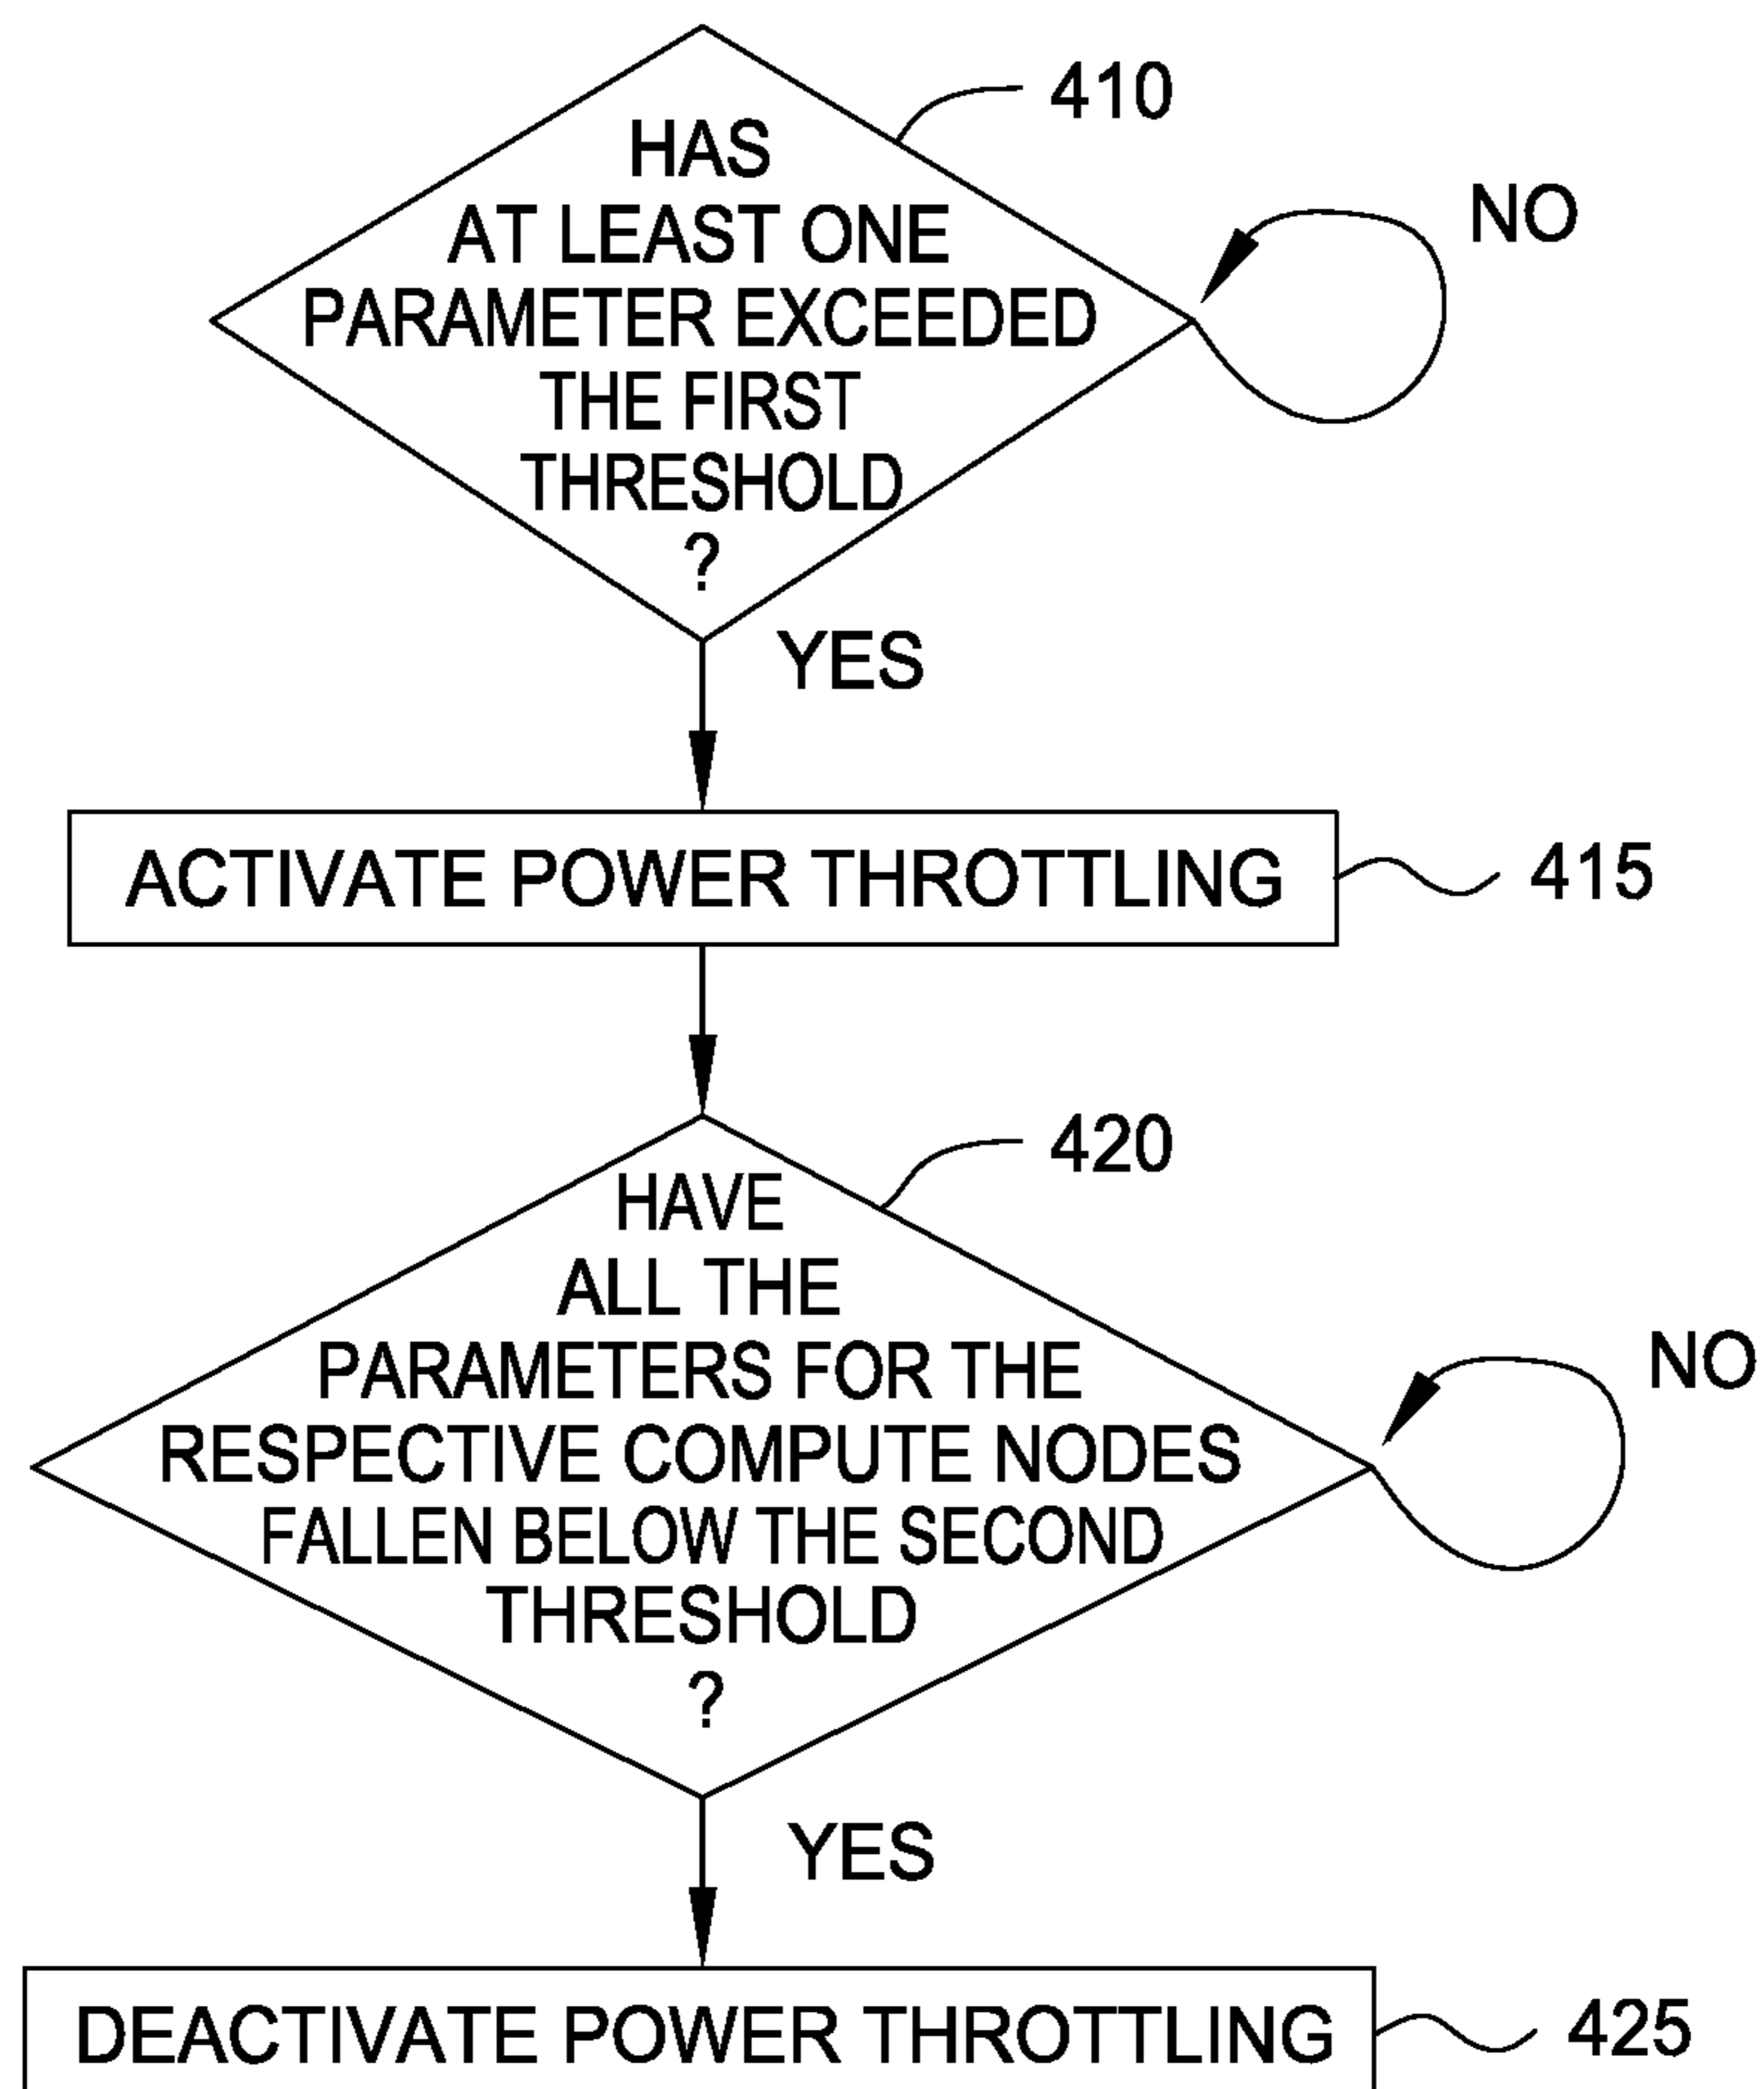 HAS
AT LEAST ONE
PARAMETER EXCEEDED
THE FIRST
THRESHOLD
?
410
NO
YES
ACTIVATE POWER THROTTLING
415
HAVE
ALL THE
PARAMETERS FOR THE
RESPECTIVE COMPUTE NODES
FALLEN BELOW THE SECOND
THRESHOLD
?
420
NO
YES
DEACTIVATE POWER THROTTLING
425